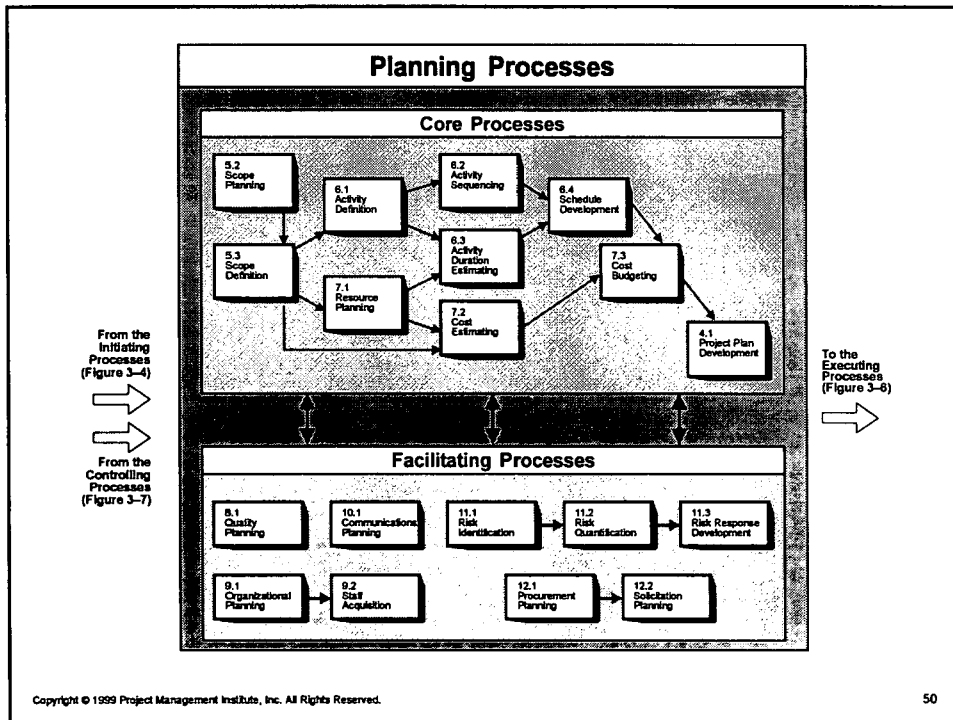 Planning Processes
Core Processes
5.2
Scope
Planning
6.1
Activity
Definition
6.2
Activity
Sequencing
6.4
Schedule
Development
5.3
Scope
Definition
6.3
Activity
Duration
Estimating
7.3
Cost
Budgeting
7.1
Resource
Planning
7.2
Cost
Estimating
4.1
Project Plan
Development
From the
Initiating
Processes
(Figure 3–4)
From the
Controlling
Processes
(Figure 3–7)
To the
Executing
Processes
(Figure 3–6)
Facilitating Processes
8.1
Quality
Planning
10.1
Communications
Planning
11.1
Risk
Identification
11.2
Risk
Quantification
11.3
Risk Response
Development
9.1
Organizational
Planning
9.2
Staff
Acquisition
12.1
Procurement
Planning
12.2
Solicitation
Planning
Copyright © 1999 Project Management Institute, Inc. All Rights Reserved.
50